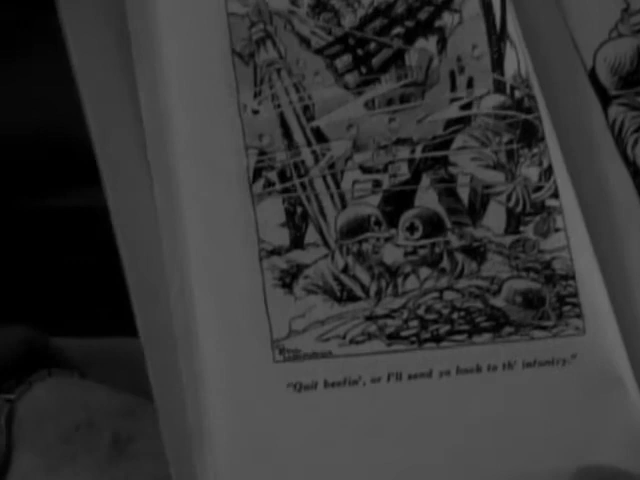 "Quit beefin', or I'll send ya back to th' infantry."